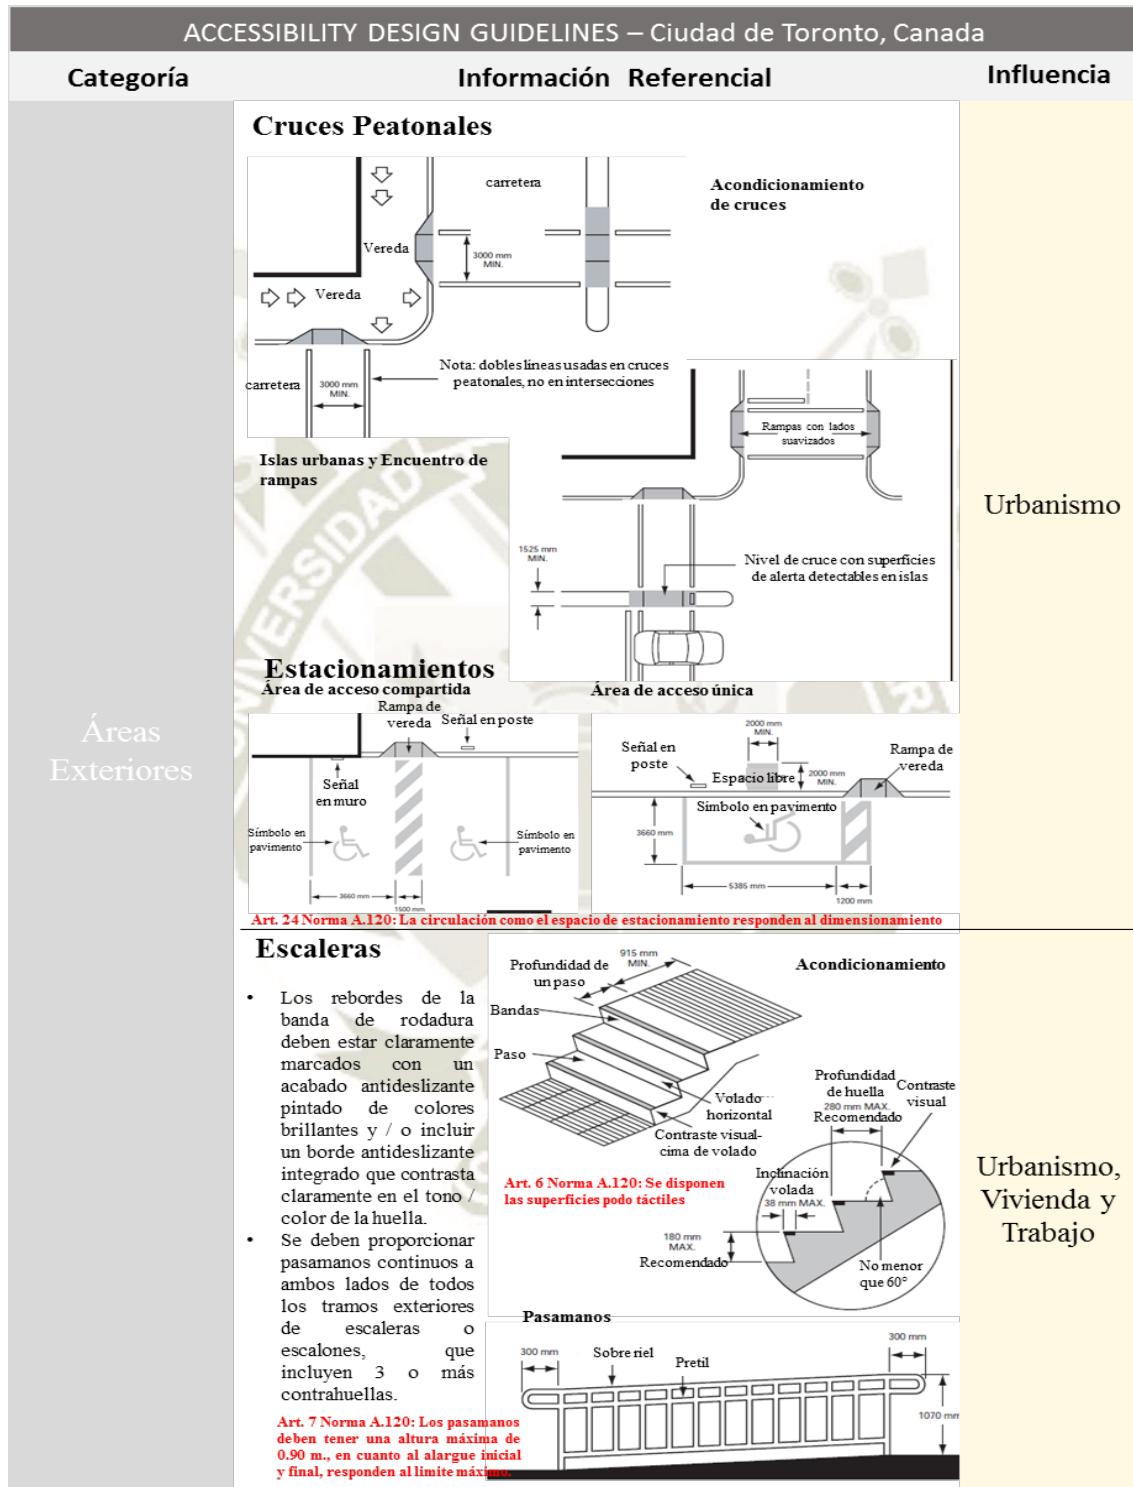 ACCESSIBILITY DESIGN GUIDELINES – Ciudad de Toronto, Canada
Categoría
Información Referencial
Influencia
Áreas
Exteriores
Cruces Peatonales
Acondicionamiento
de cruces
carretera
Vereda
3000 mm
MIN.
Vereda
Nota: dobles líneas usadas en cruces
peatonales, no en intersecciones
carretera
3000 mm
MIN.
Islas urbanas y Encuentro de
rampas
Rampas con lados
suavizados
1525 mm
MIN.
Nivel de cruce con superficies
de alerta detectables en islas
UNIVERSIDAD
Urbanismo
Estacionamientos
Área de acceso compartida
Rampa de
vereda
Señal en poste
Señal
en muro
Símbolo en
pavimento
Símbolo en
pavimento
3660 mm
1500 mm
Área de acceso única
2000 mm
MIN.
Señal en
poste
Espacio libre
2000 mm
MIN.
Rampa de
vereda
Símbolo en pavimento
3660 mm
5385 mm
1200 mm
Art. 24 Norma A.120: La circulación como el espacio de estacionamiento responden al dimensionamiento
Escaleras
• Los rebordes de la
banda de rodadura
deben estar claramente
marcados con un
acabado antideslizante
pintado de colores
brillantes y / o incluir
un borde antideslizante
integrado que contrasta
claramente en el tono /
color de la huella.
• Se deben proporcionar
pasamanos continuos a
ambos lados de todos
los tramos exteriores
de escaleras o
escalones, que
incluyen 3 o más
contrahuellas.
Art. 7 Norma A.120: Los pasamanos
deben tener una altura máxima de
0.90 m., en cuanto al alargue inicial
y final, responden al limite máximo.
Acondicionamiento
915 mm
MIN.
Profundidad de
un paso
Bandas
Paso
Volado
horizontal
Contraste visual-
cima de volado
Art. 6 Norma A.120: Se disponen
las superficies podo táctiles
Profundidad
de huella
280 mm MAX.
Recomendado
Contraste
visual
Inclinación
volada
38 mm MAX.
180 mm
MAX.
Recomendado
No menor
que 60°
Pasamanos
300 mm
Sobre riel
Pretil
300 mm
1070 mm
Urbanismo,
Vivienda y
Trabajo